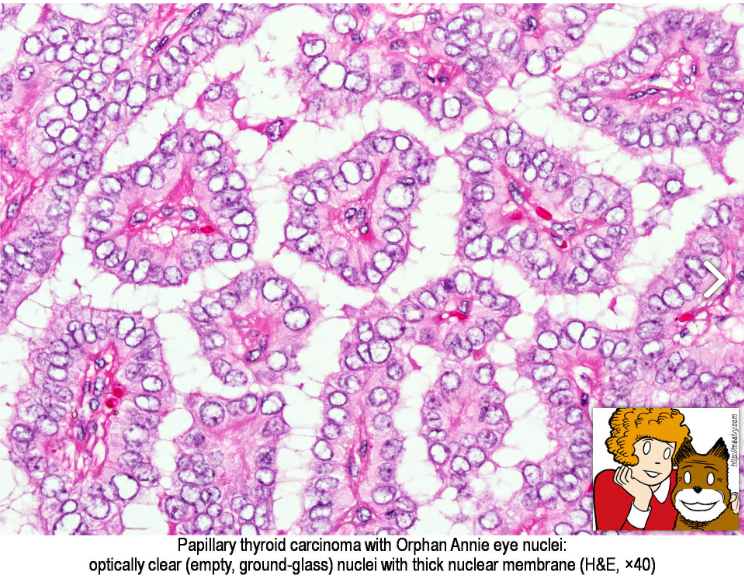 Papillary thyroid carcinoma with Orphan Annie eye nuclei:
optically clear (empty, ground-glass) nuclei with thick nuclear membrane (H&E, ×40)